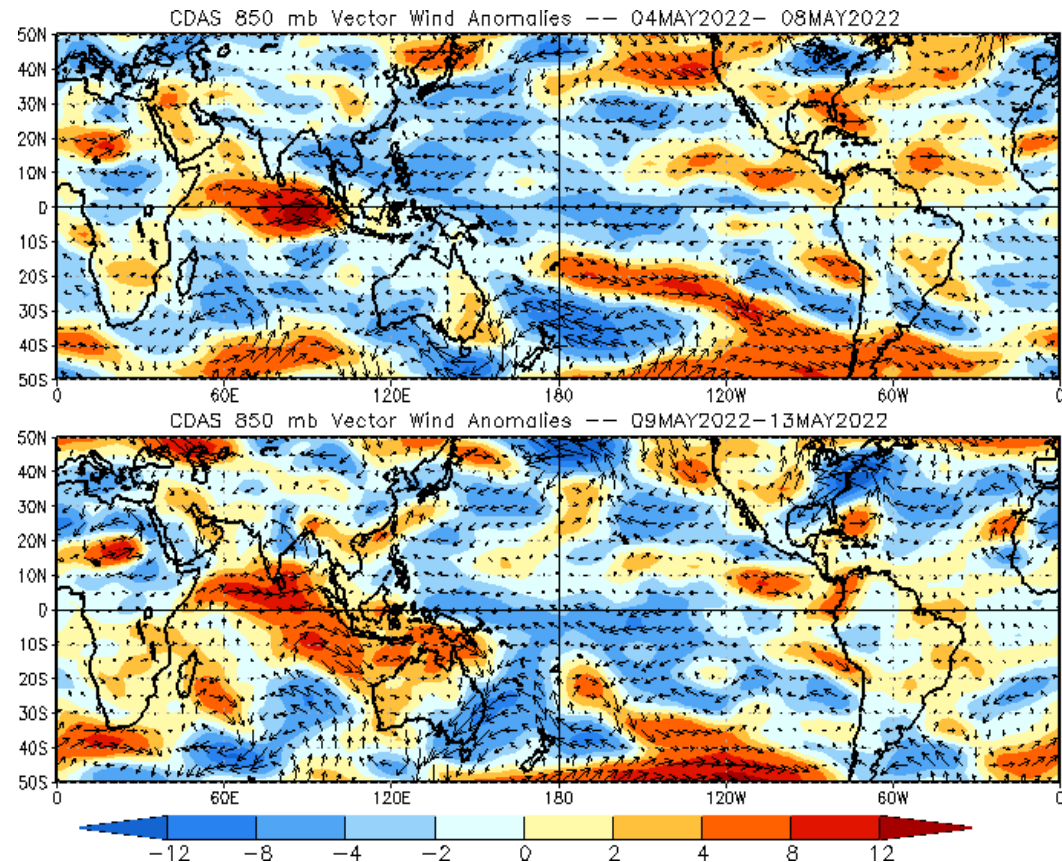 CDAS 850 mb Vector Wind Anomalies -- 04MAY2022- 08MAY2022
50N
40N
30N
20N
10N
0
10S
20S
30S
40S
50S
0 60E 120E 180 120W 60W 0
CDAS 850 mb Vector Wind Anomalies -- 09MAY2022-13MAY2022
50N
40N
30N
20N
10N
0
10S
20S
30S
40S
50S
0 60E 120E 180 120W 60W 0
-12 -8 -4 -2 0 2 4 8 12